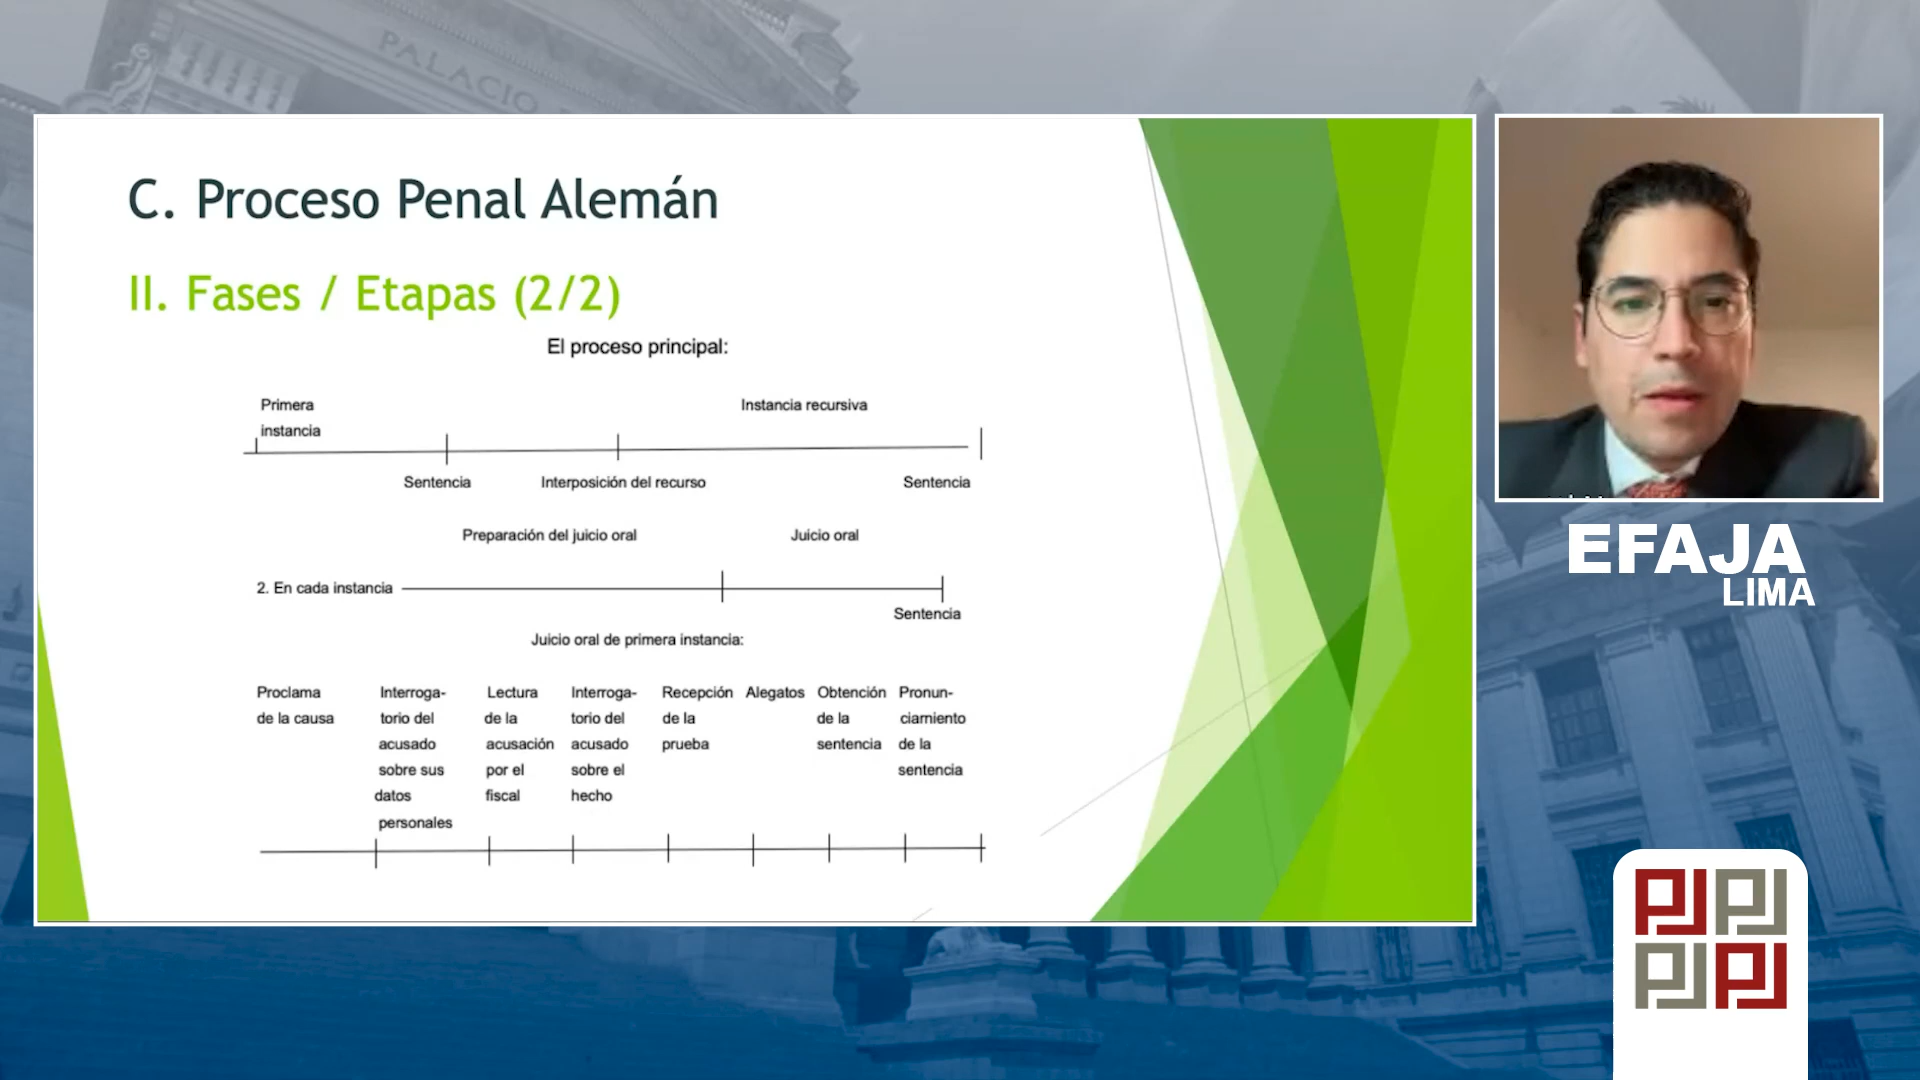 PALACIO
C. Proceso Penal Alemán
II. Fases / Etapas (2/2)
El proceso principal:
Primera
instancia
Instancia recursiva
Sentencia
Interposición del recurso
Sentencia
Preparación del juicio oral
Juicio oral
2. En cada instancia
Sentencia
Juicio oral de primera instancia:
Proclama
de la causa
Interroga-
torio del
acusado
sobre sus
datos
personales
Lectura
de la
acusación
por el
fiscal
Interroga-
torio del
acusado
sobre el
hecho
Recepción
de la
prueba
Alegatos
Obtención
de la
sentencia
Pronun-
ciamiento
de la
sentencia
EFAJA
LIMA
PJ PJ
PJ PJ